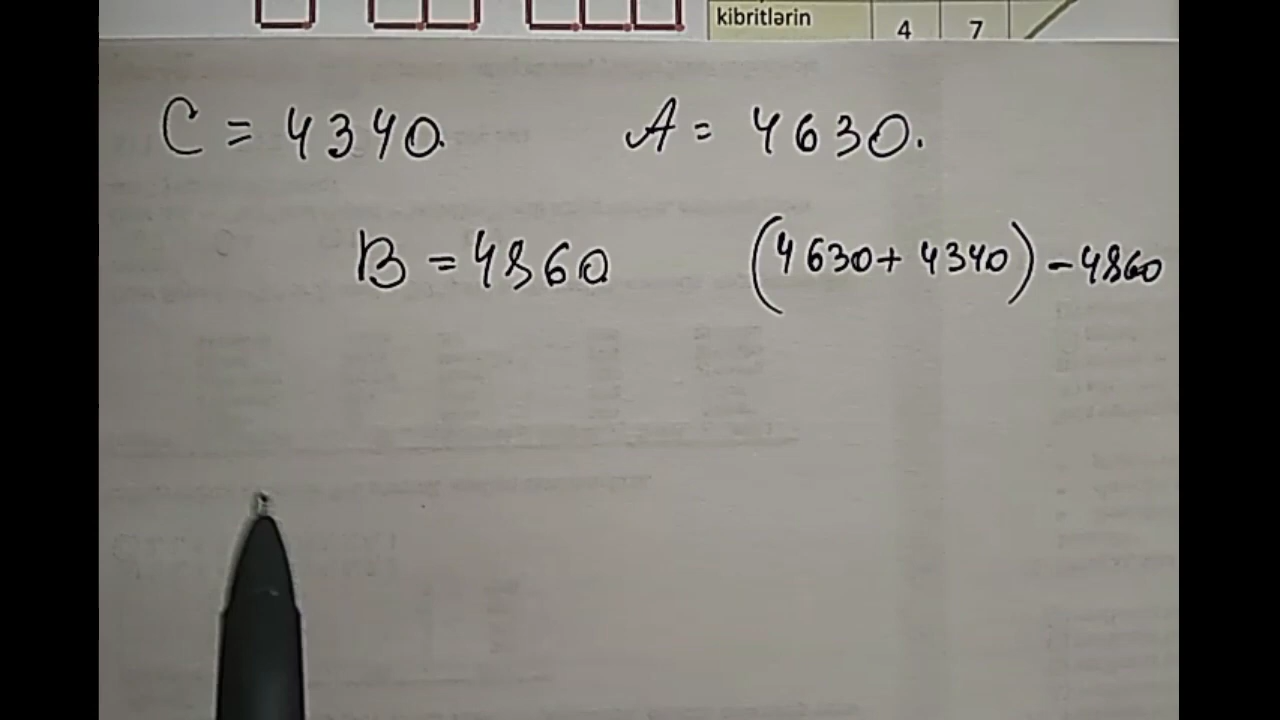 kibritlərin 4 7
C = 4340. A = 4630.
B = 4860 (4630+4340) - 4860